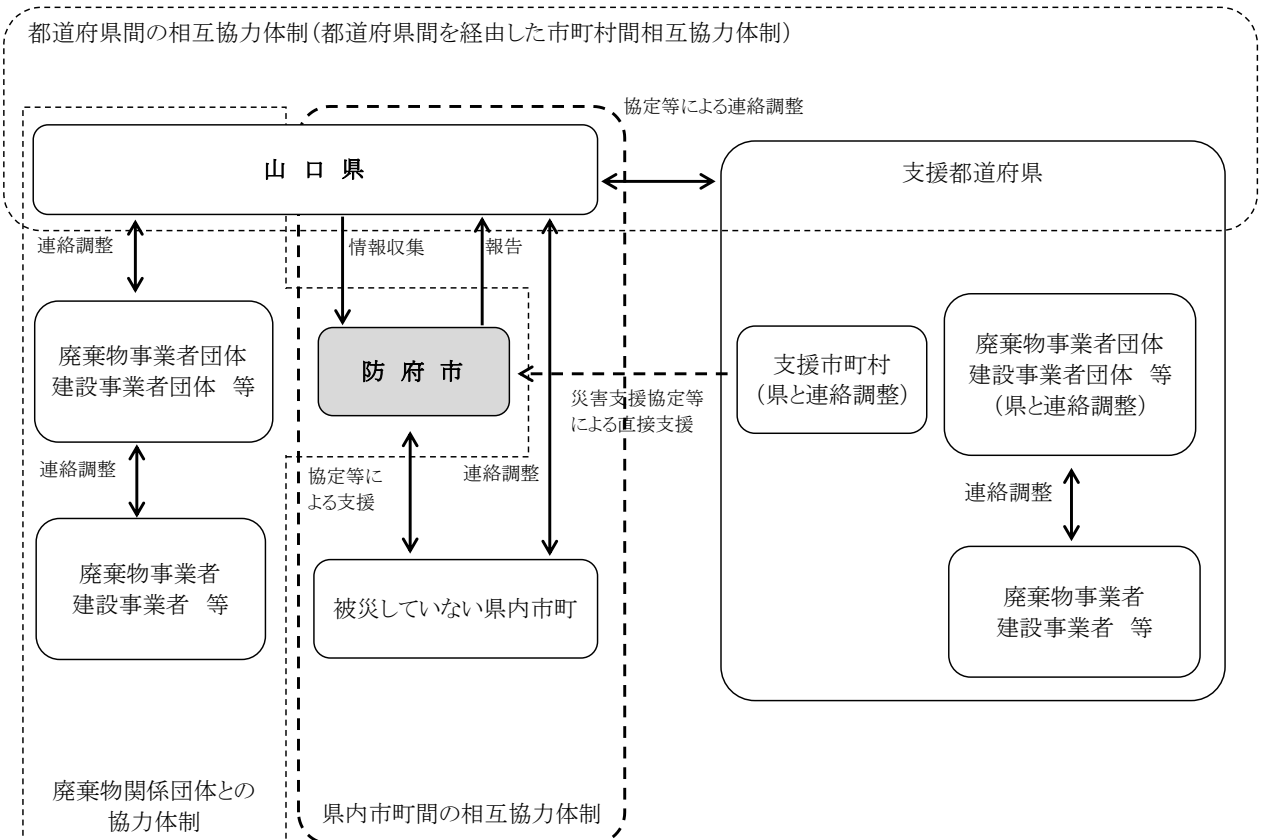 都道府県間の相互協力体制(都道府県間を経由した市町村間相互協力体制)
協定等による連絡調整
山 口 県
支援都道府県
連絡調整
情報収集
報告
廃棄物事業者団体
建設事業者団体 等
防 府 市
支援市町村
(県と連絡調整)
廃棄物事業者団体
建設事業者団体 等
(県と連絡調整)
災害支援協定等
による直接支援
連絡調整
協定等に
よる支援
連絡調整
連絡調整
廃棄物事業者
建設事業者 等
被災していない県内市町
廃棄物事業者
建設事業者 等
廃棄物関係団体との
協力体制
県内市町間の相互協力体制